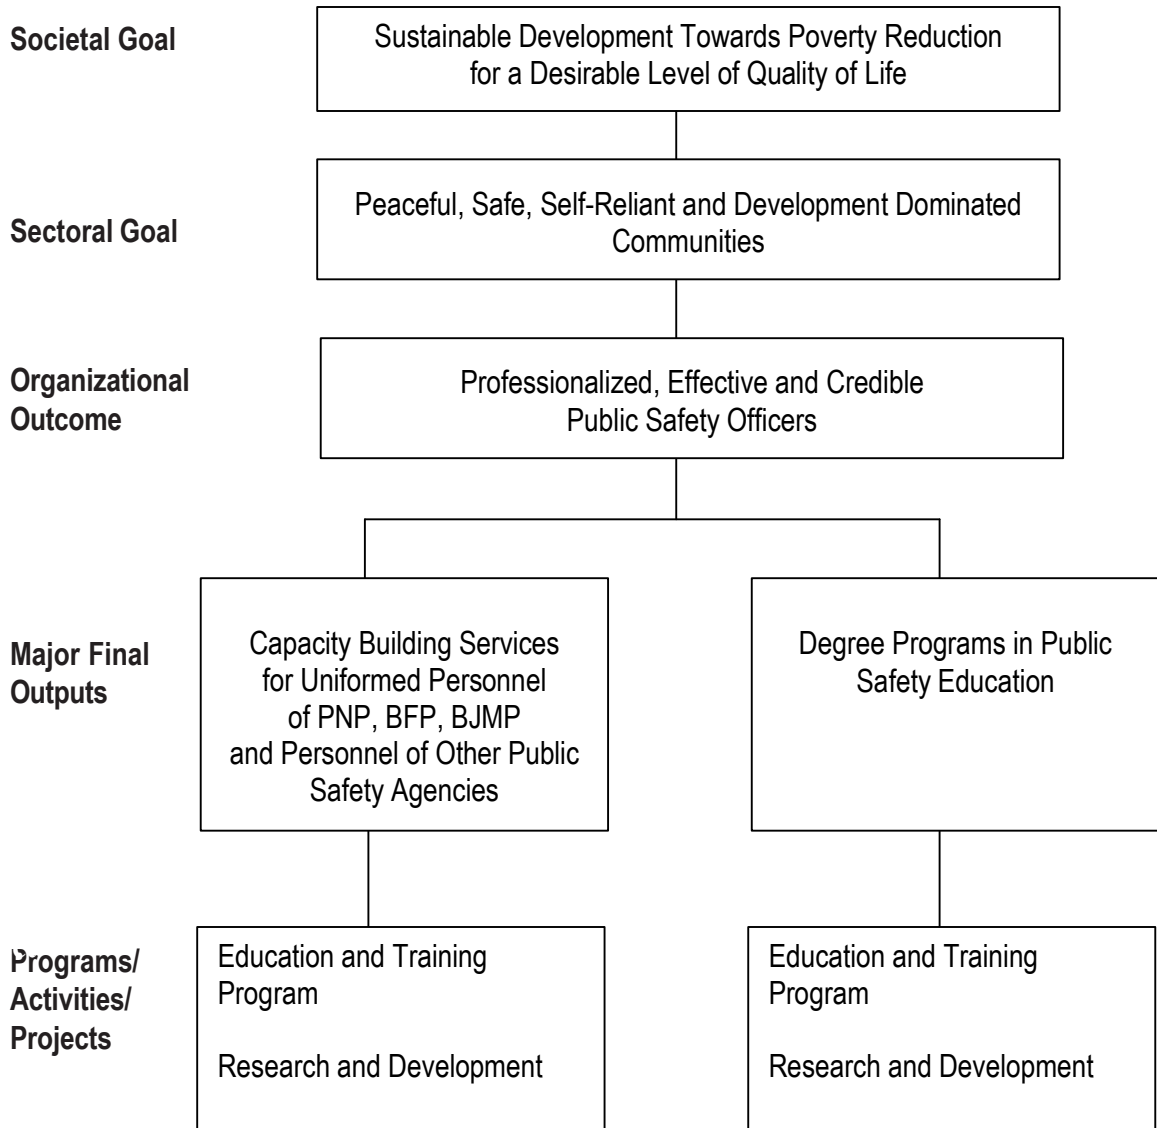 Societal Goal
Sustainable Development Towards Poverty Reduction
for a Desirable Level of Quality of Life
Sectoral Goal
Peaceful, Safe, Self-Reliant and Development Dominated
Communities
Organizational
Outcome
Professionalized, Effective and Credible
Public Safety Officers
Major Final
Outputs
Capacity Building Services
for Uniformed Personnel
of PNP, BFP, BJMP
and Personnel of Other Public
Safety Agencies
Degree Programs in Public
Safety Education
Programs/
Activities/
Projects
Education and Training
Program
Research and Development
Education and Training
Program
Research and Development